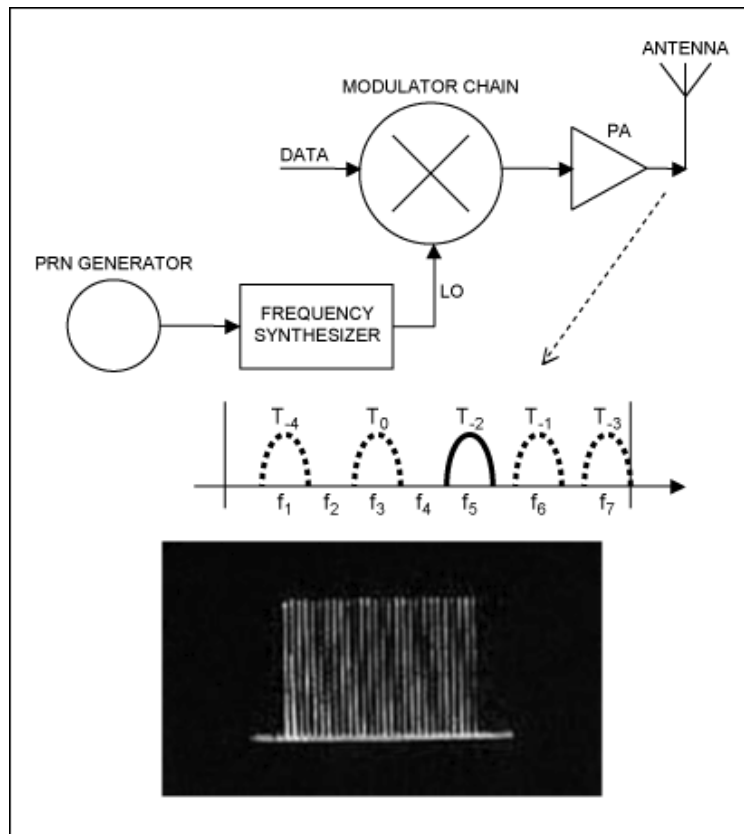 ANTENNA
MODULATOR CHAIN
PA
DATA
PRN GENERATOR
LO
FREQUENCY
SYNTHESIZER
T-4 T0 T-2 T-1 T-3
f1 f2 f3 f4 f5 f6 f7